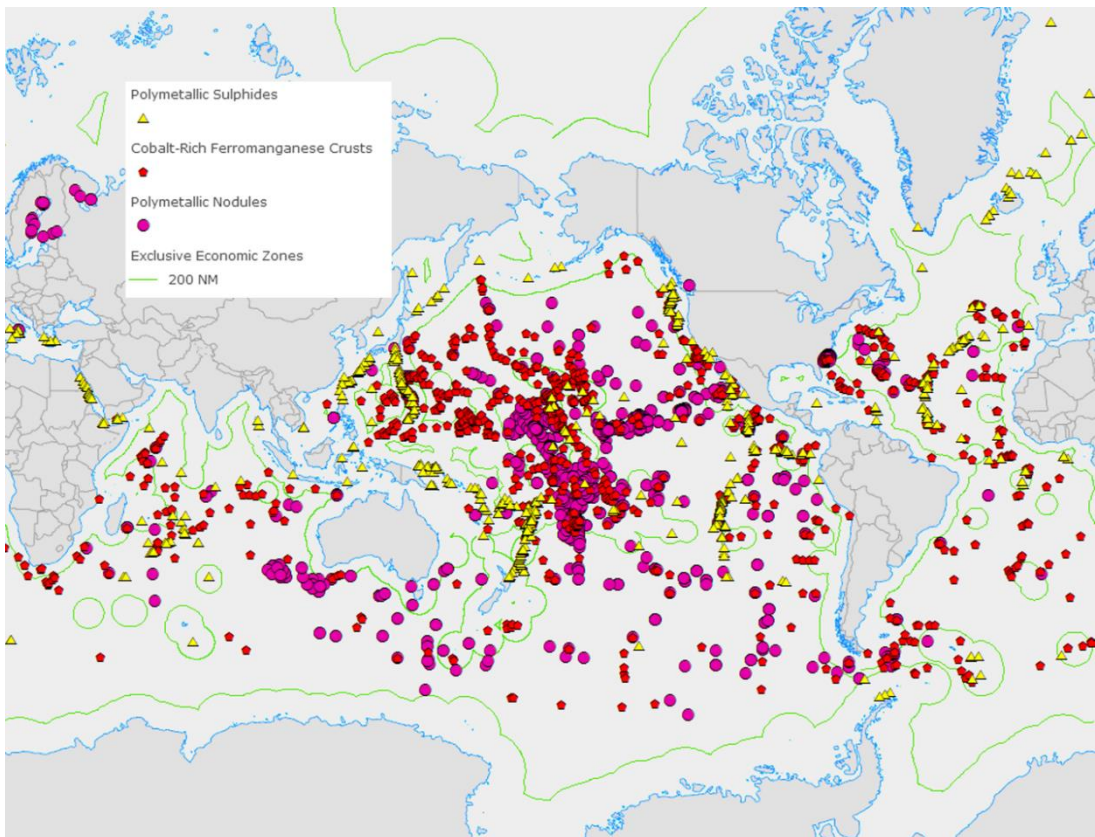 Polymetallic Sulphides
Cobalt-Rich Ferromanganese Crusts
Polymetallic Nodules
Exclusive Economic Zones
200 NM